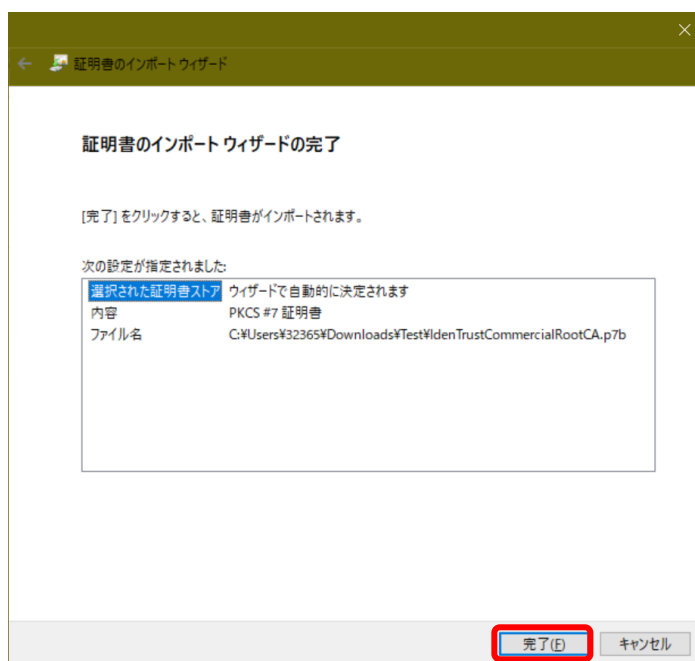 証明書のインポート ウィザード
証明書のインポート ウィザードの完了
[完了] をクリックすると、証明書がインポートされます。
次の設定が指定されました:
選択された証明書ストア ウィザードで自動的に決定されます
内容 PKCS #7 証明書
ファイル名 C:¥Users¥32365¥Downloads¥Test¥IdenTrustCommercialRootCA.p7b
完了(F) キャンセル